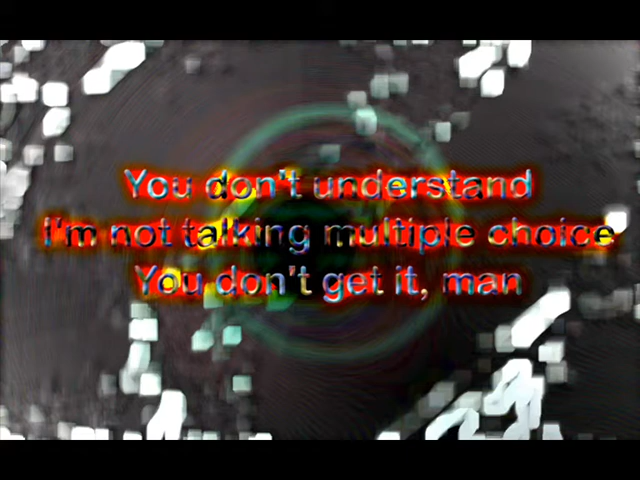 You don't understand
I'm not talking multiple choice
You don't get it, man